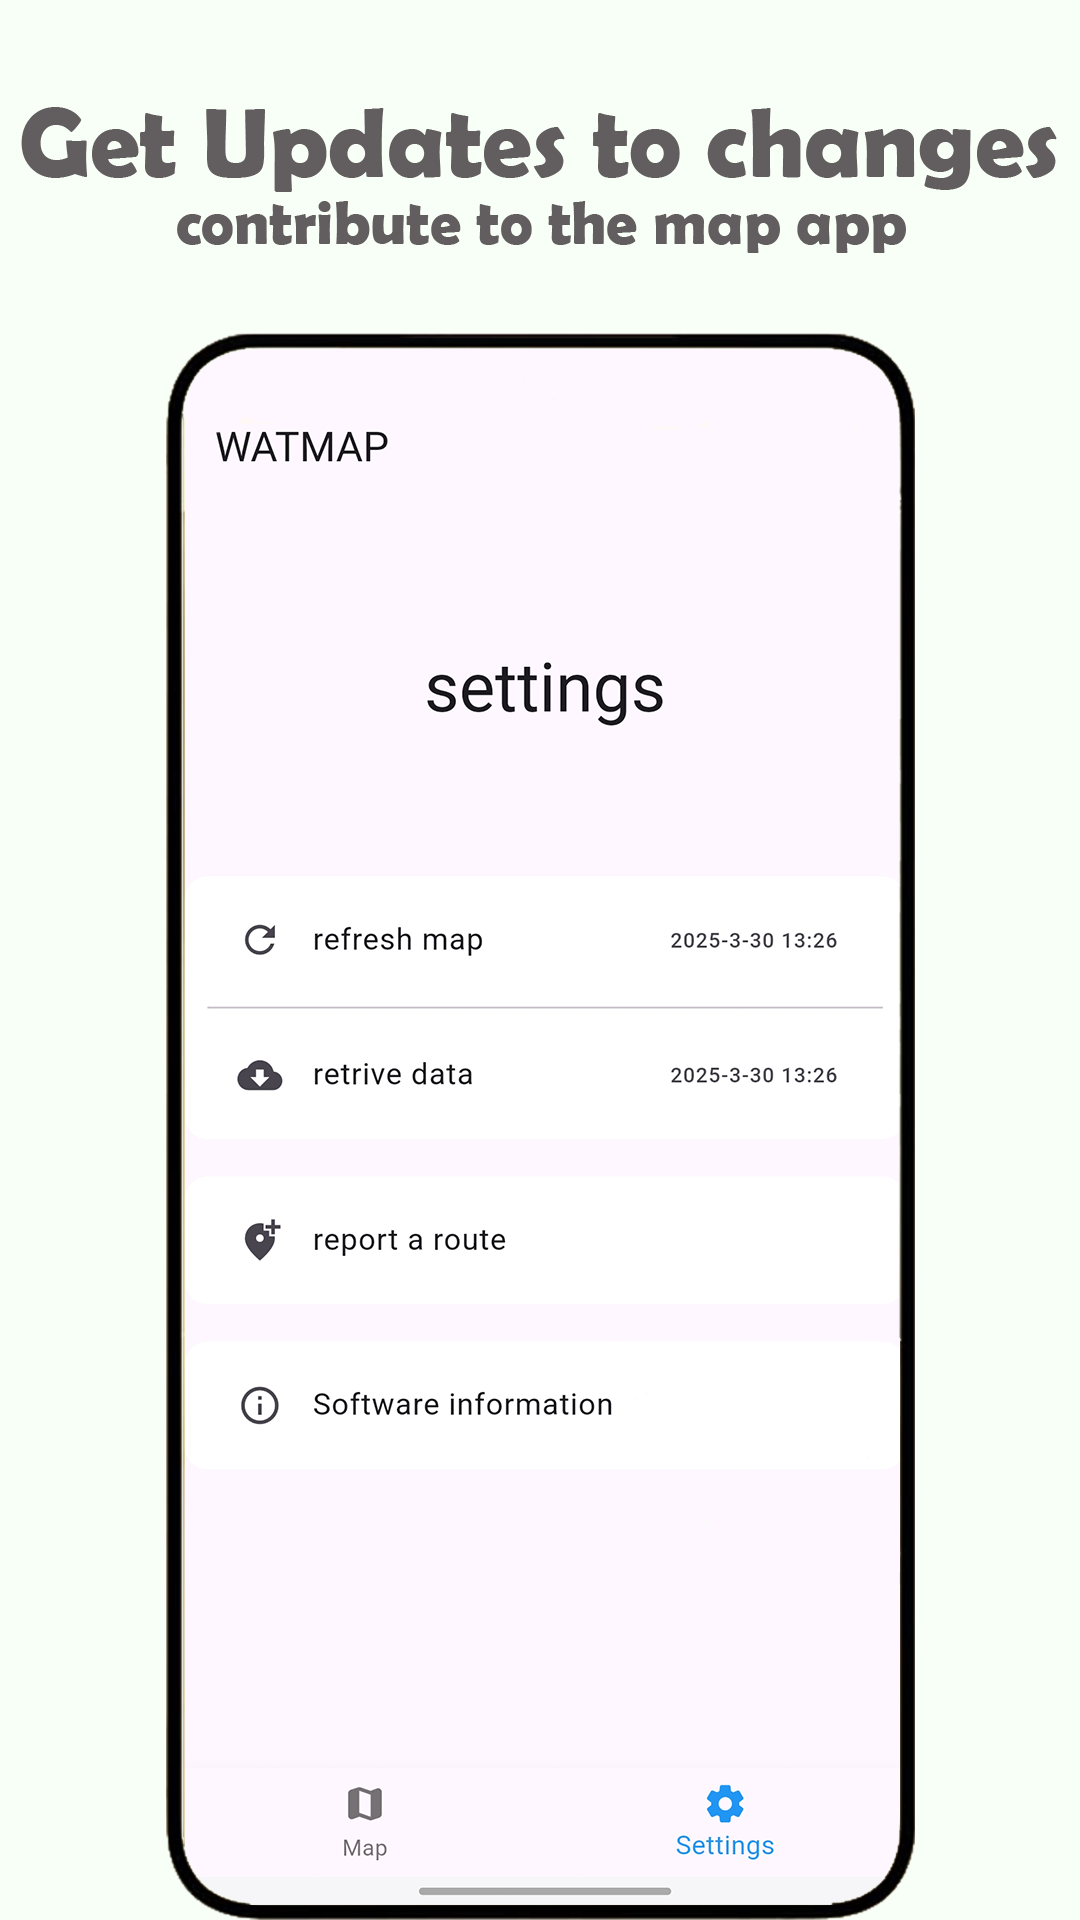 Get Updates to changes
contribute to the map app
WATMAP
settings
refresh map 2025-3-30 13:26
retrive data 2025-3-30 13:26
report a route
Software information
Map Settings